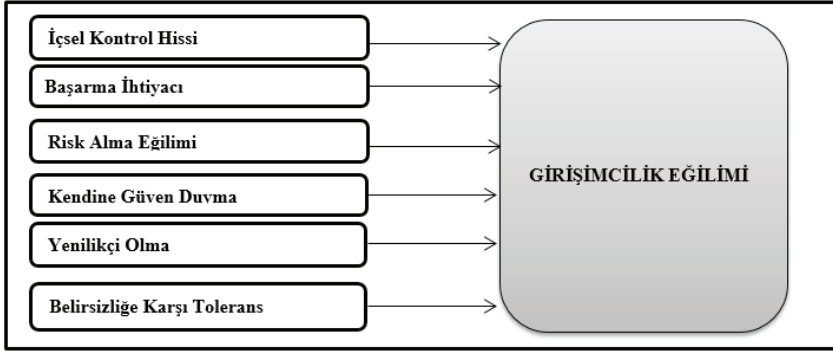 İçsel Kontrol Hissi
Başarma İhtiyacı
Risk Alma Eğilimi
Kendine Güven Duyma
Yenilikçi Olma
Belirsizliğe Karşı Tolerans
GİRİŞİMCİLİK EĞİLİMİ